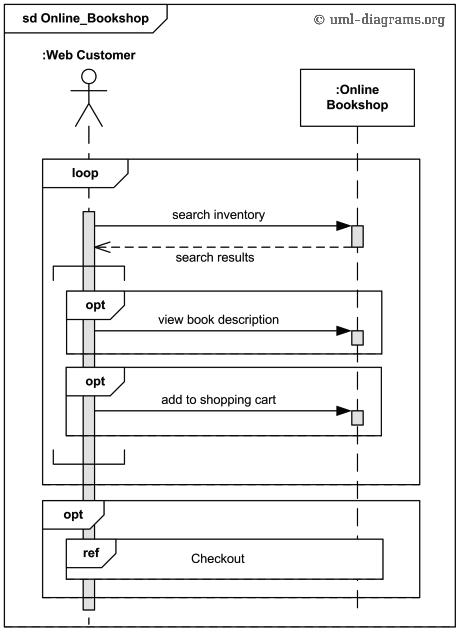 sd Online_Bookshop
© uml-diagrams.org
:Web Customer
:Online
Bookshop
loop
search inventory
search results
opt
view book description
opt
add to shopping cart
opt
ref
Checkout